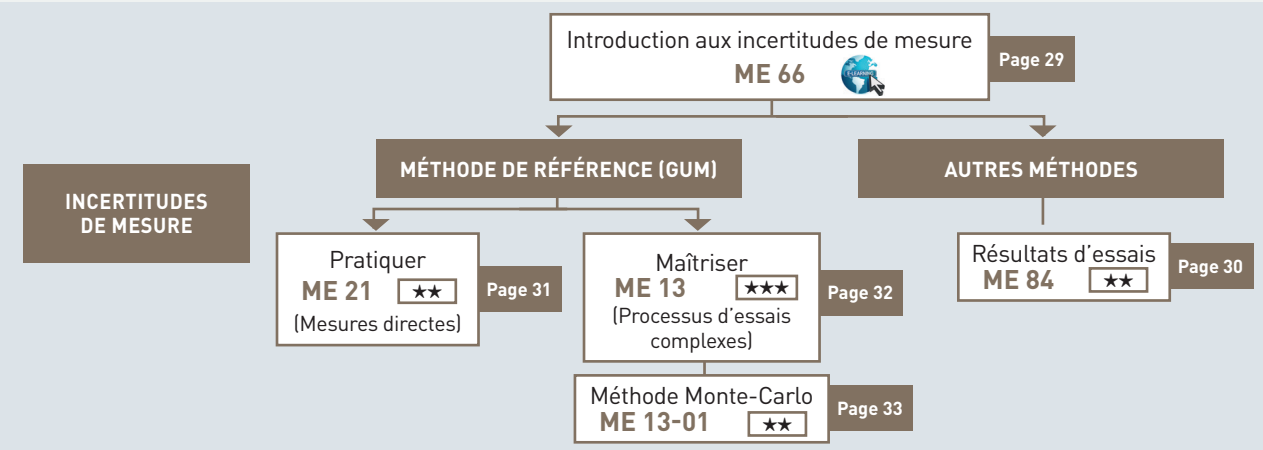 Introduction aux incertitudes de mesure
ME 66
E-LEARNING
Page 29
INCERTITUDES
DE MESURE
MÉTHODE DE RÉFÉRENCE (GUM)
AUTRES MÉTHODES
Pratiquer
ME 21 ★★
(Mesures directes)
Page 31
Maîtriser
ME 13 ★★★
(Processus d’essais
complexes)
Page 32
Résultats d’essais
ME 84 ★★
Page 30
Méthode Monte-Carlo
ME 13-01 ★★
Page 33